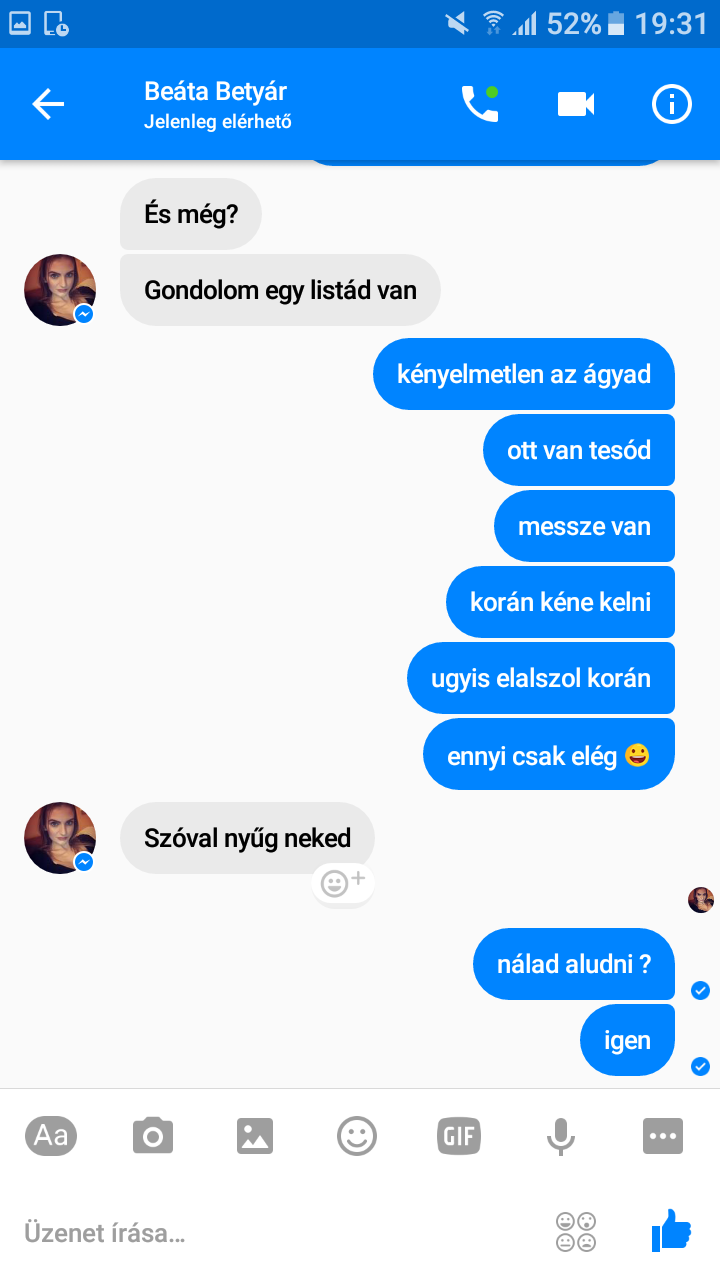 52% 19:31
Beáta Betyár
Jelenleg elérhető
És még?
Gondolom egy listád van
kényelmetlen az ágyad
ott van tesód
messze van
korán kéne kelni
ugyis elalszol korán
ennyi csak elég 😀
Szóval nyűg neked
nálad aludni ?
igen
Aa
GIF
Üzenet írása...